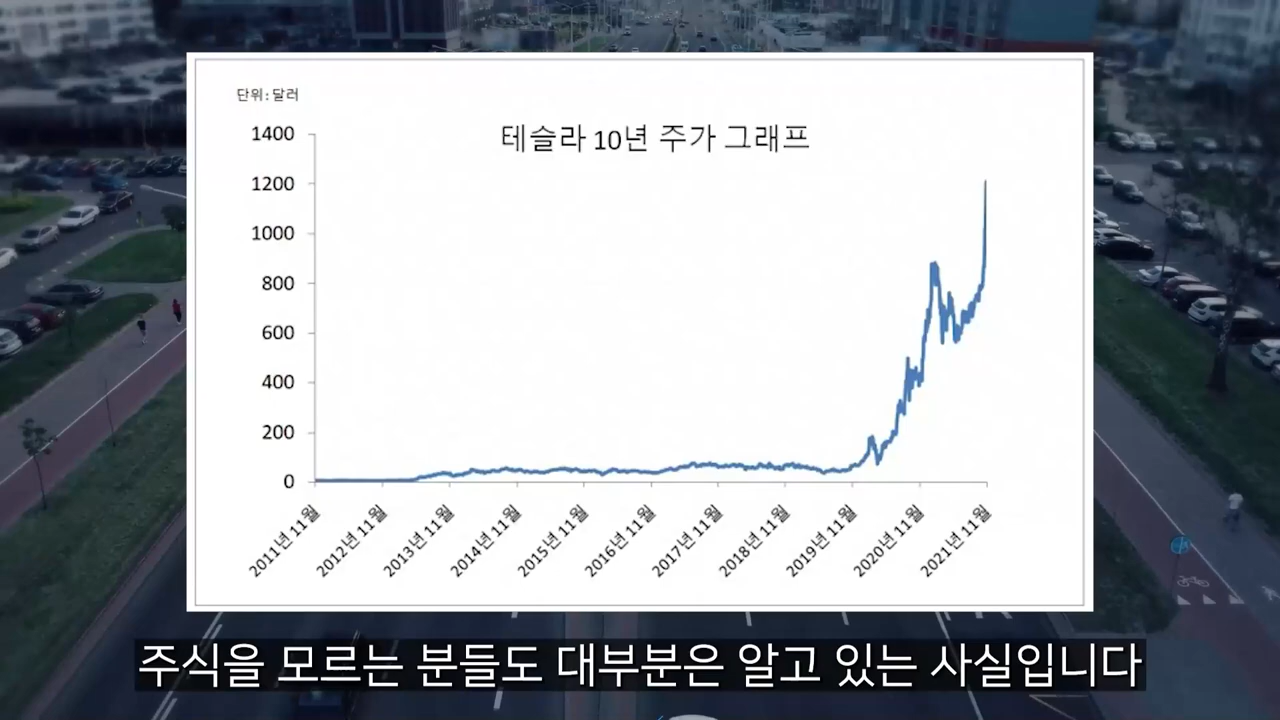 단위:달러
테슬라 10년 주가 그래프
1400
1200
1000
800
600
400
200
0
2011년 11월
2012년 11월
2013년 11월
2014년 11월
2015년 11월
2016년 11월
2017년 11월
2018년 11월
2019년 11월
2020년 11월
2021년 11월
주식을 모르는 분들도 대부분은 알고 있는 사실입니다